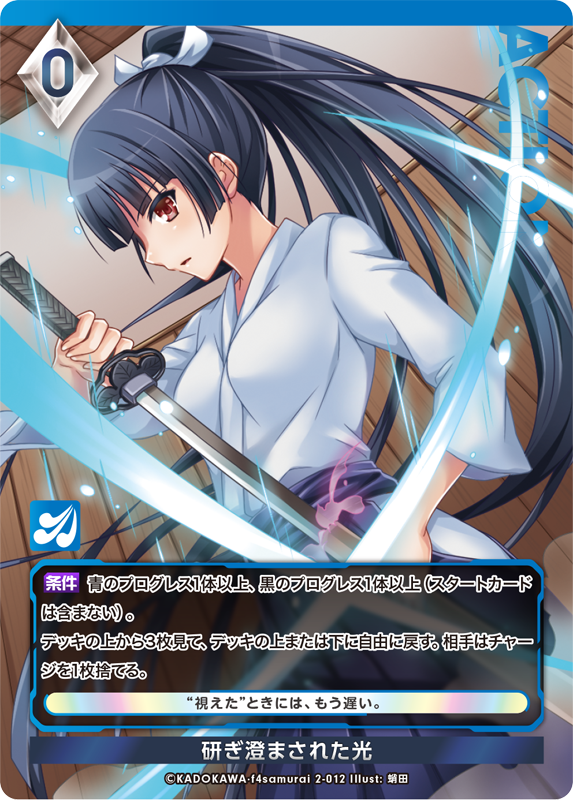 0
ACTION
条件 青のプログレス1体以上、黒のプログレス1体以上（スタートカード
は含まない）。
デッキの上から3枚見て、デッキの上または下に自由に戻す。相手はチャー
ジを1枚捨てる。
“視えた”ときには、もう遅い。
研ぎ澄まされた光
©KADOKAWA・f4samurai 2-012 Illust: 蛸田